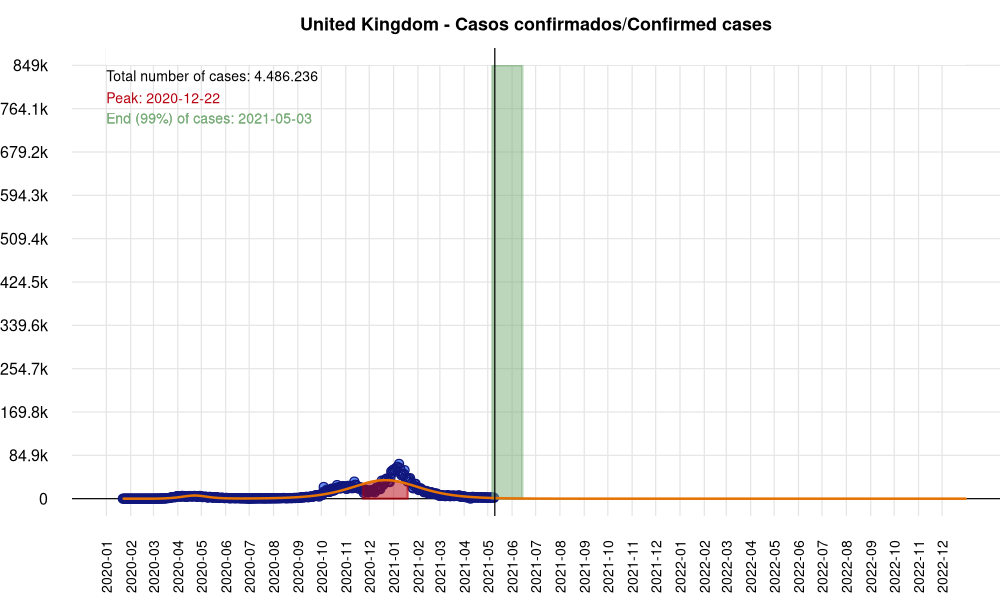 United Kingdom - Casos confirmados/Confirmed cases
849k
Total number of cases: 4.486.236
Peak: 2020-12-22
764.1k
End (99%) of cases: 2021-05-03
679.2k
594.3k
509.4k
424.5k
339.6k
254.7k
169.8k
84.9k
0
2020-01
2020-02
2020-03
2020-04
2020-05
2020-06
2020-07
2020-08
2020-09
2020-10
2020-11
2020-12
2021-01
2021-02
2021-03
2021-04
2021-05
2021-06
2021-07
2021-08
2021-09
2021-10
2021-11
2021-12
2022-01
2022-02
2022-03
2022-04
2022-05
2022-06
2022-07
2022-08
2022-09
2022-10
2022-11
2022-12